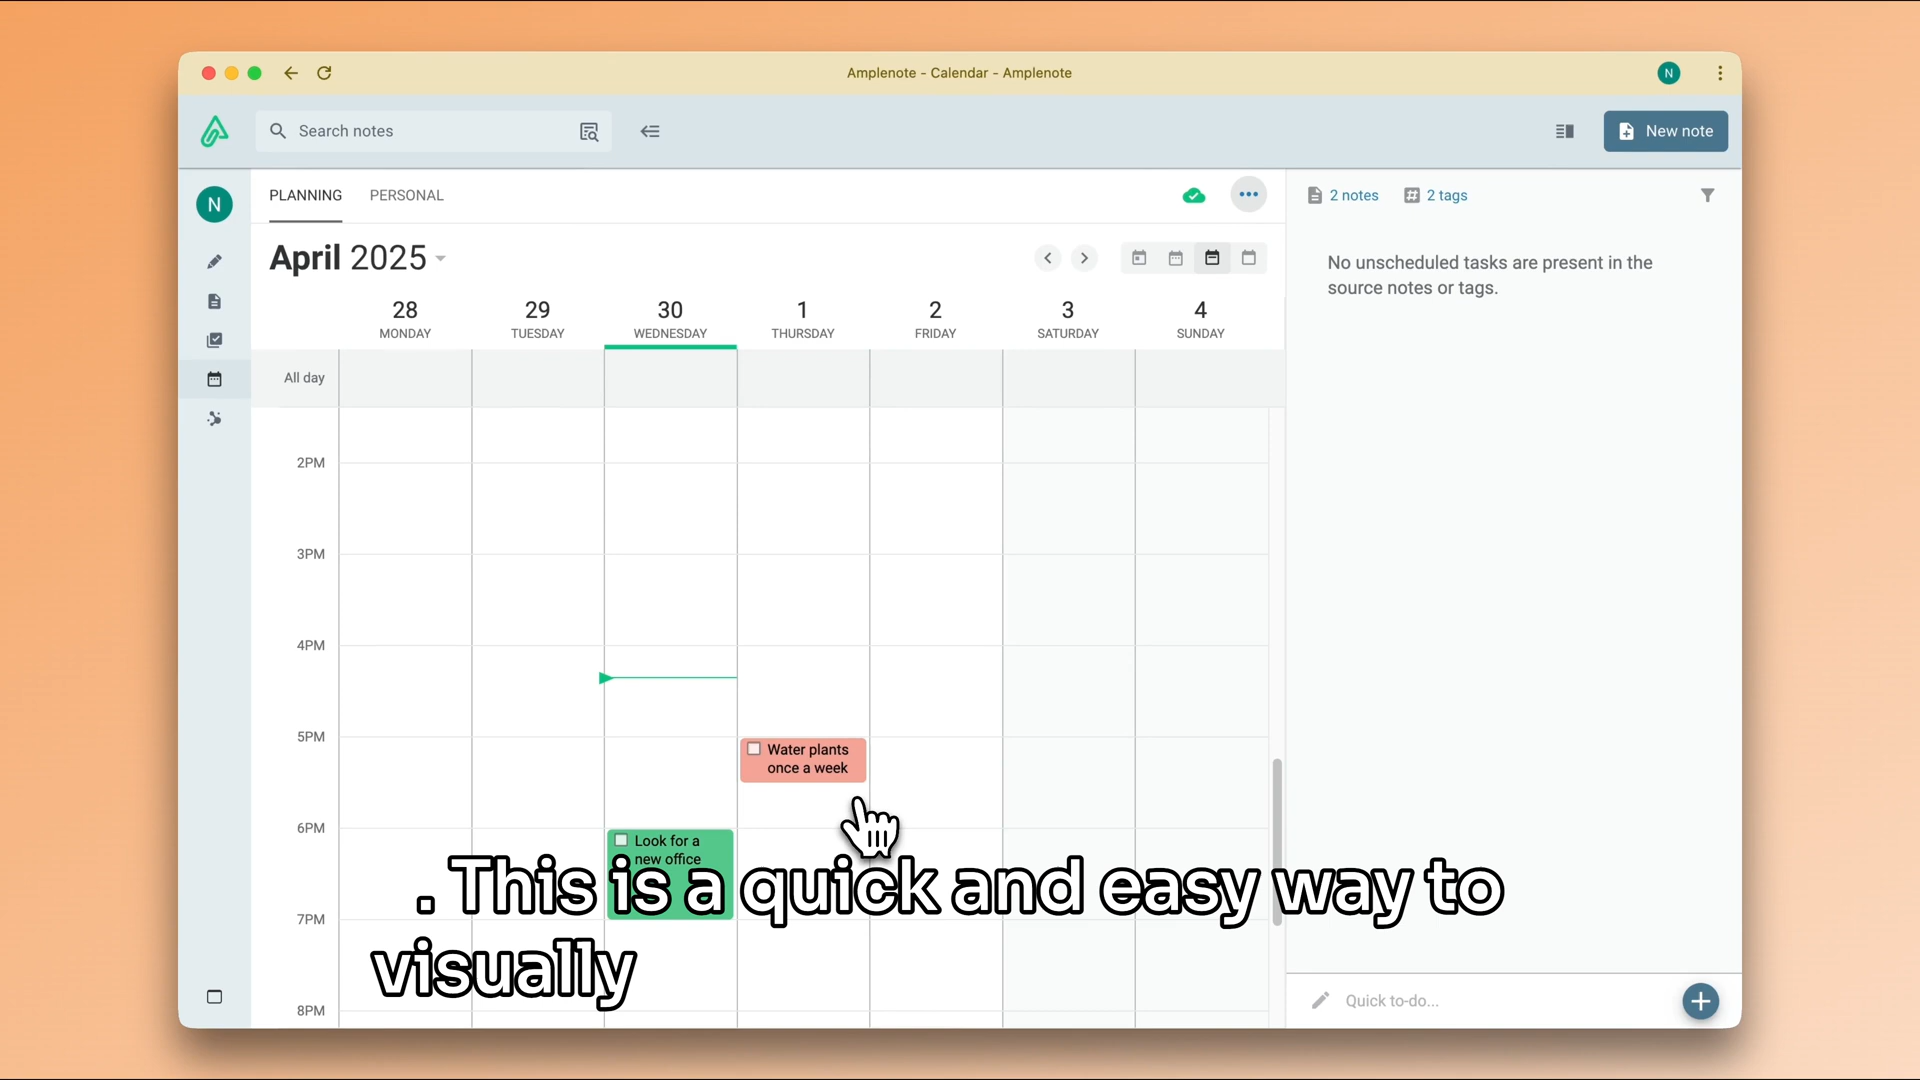 Amplenote - Calendar - Amplenote
N
Search notes
New note
N
PLANNING
PERSONAL
2 notes
2 tags
April 2025
No unscheduled tasks are present in the
source notes or tags.
28
MONDAY
29
TUESDAY
30
WEDNESDAY
1
THURSDAY
2
FRIDAY
3
SATURDAY
4
SUNDAY
All day
2PM
3PM
4PM
5PM
Water plants
once a week
6PM
Look for a
new office
. This is a quick and easy way to
7PM
visually
8PM
Quick to-do...